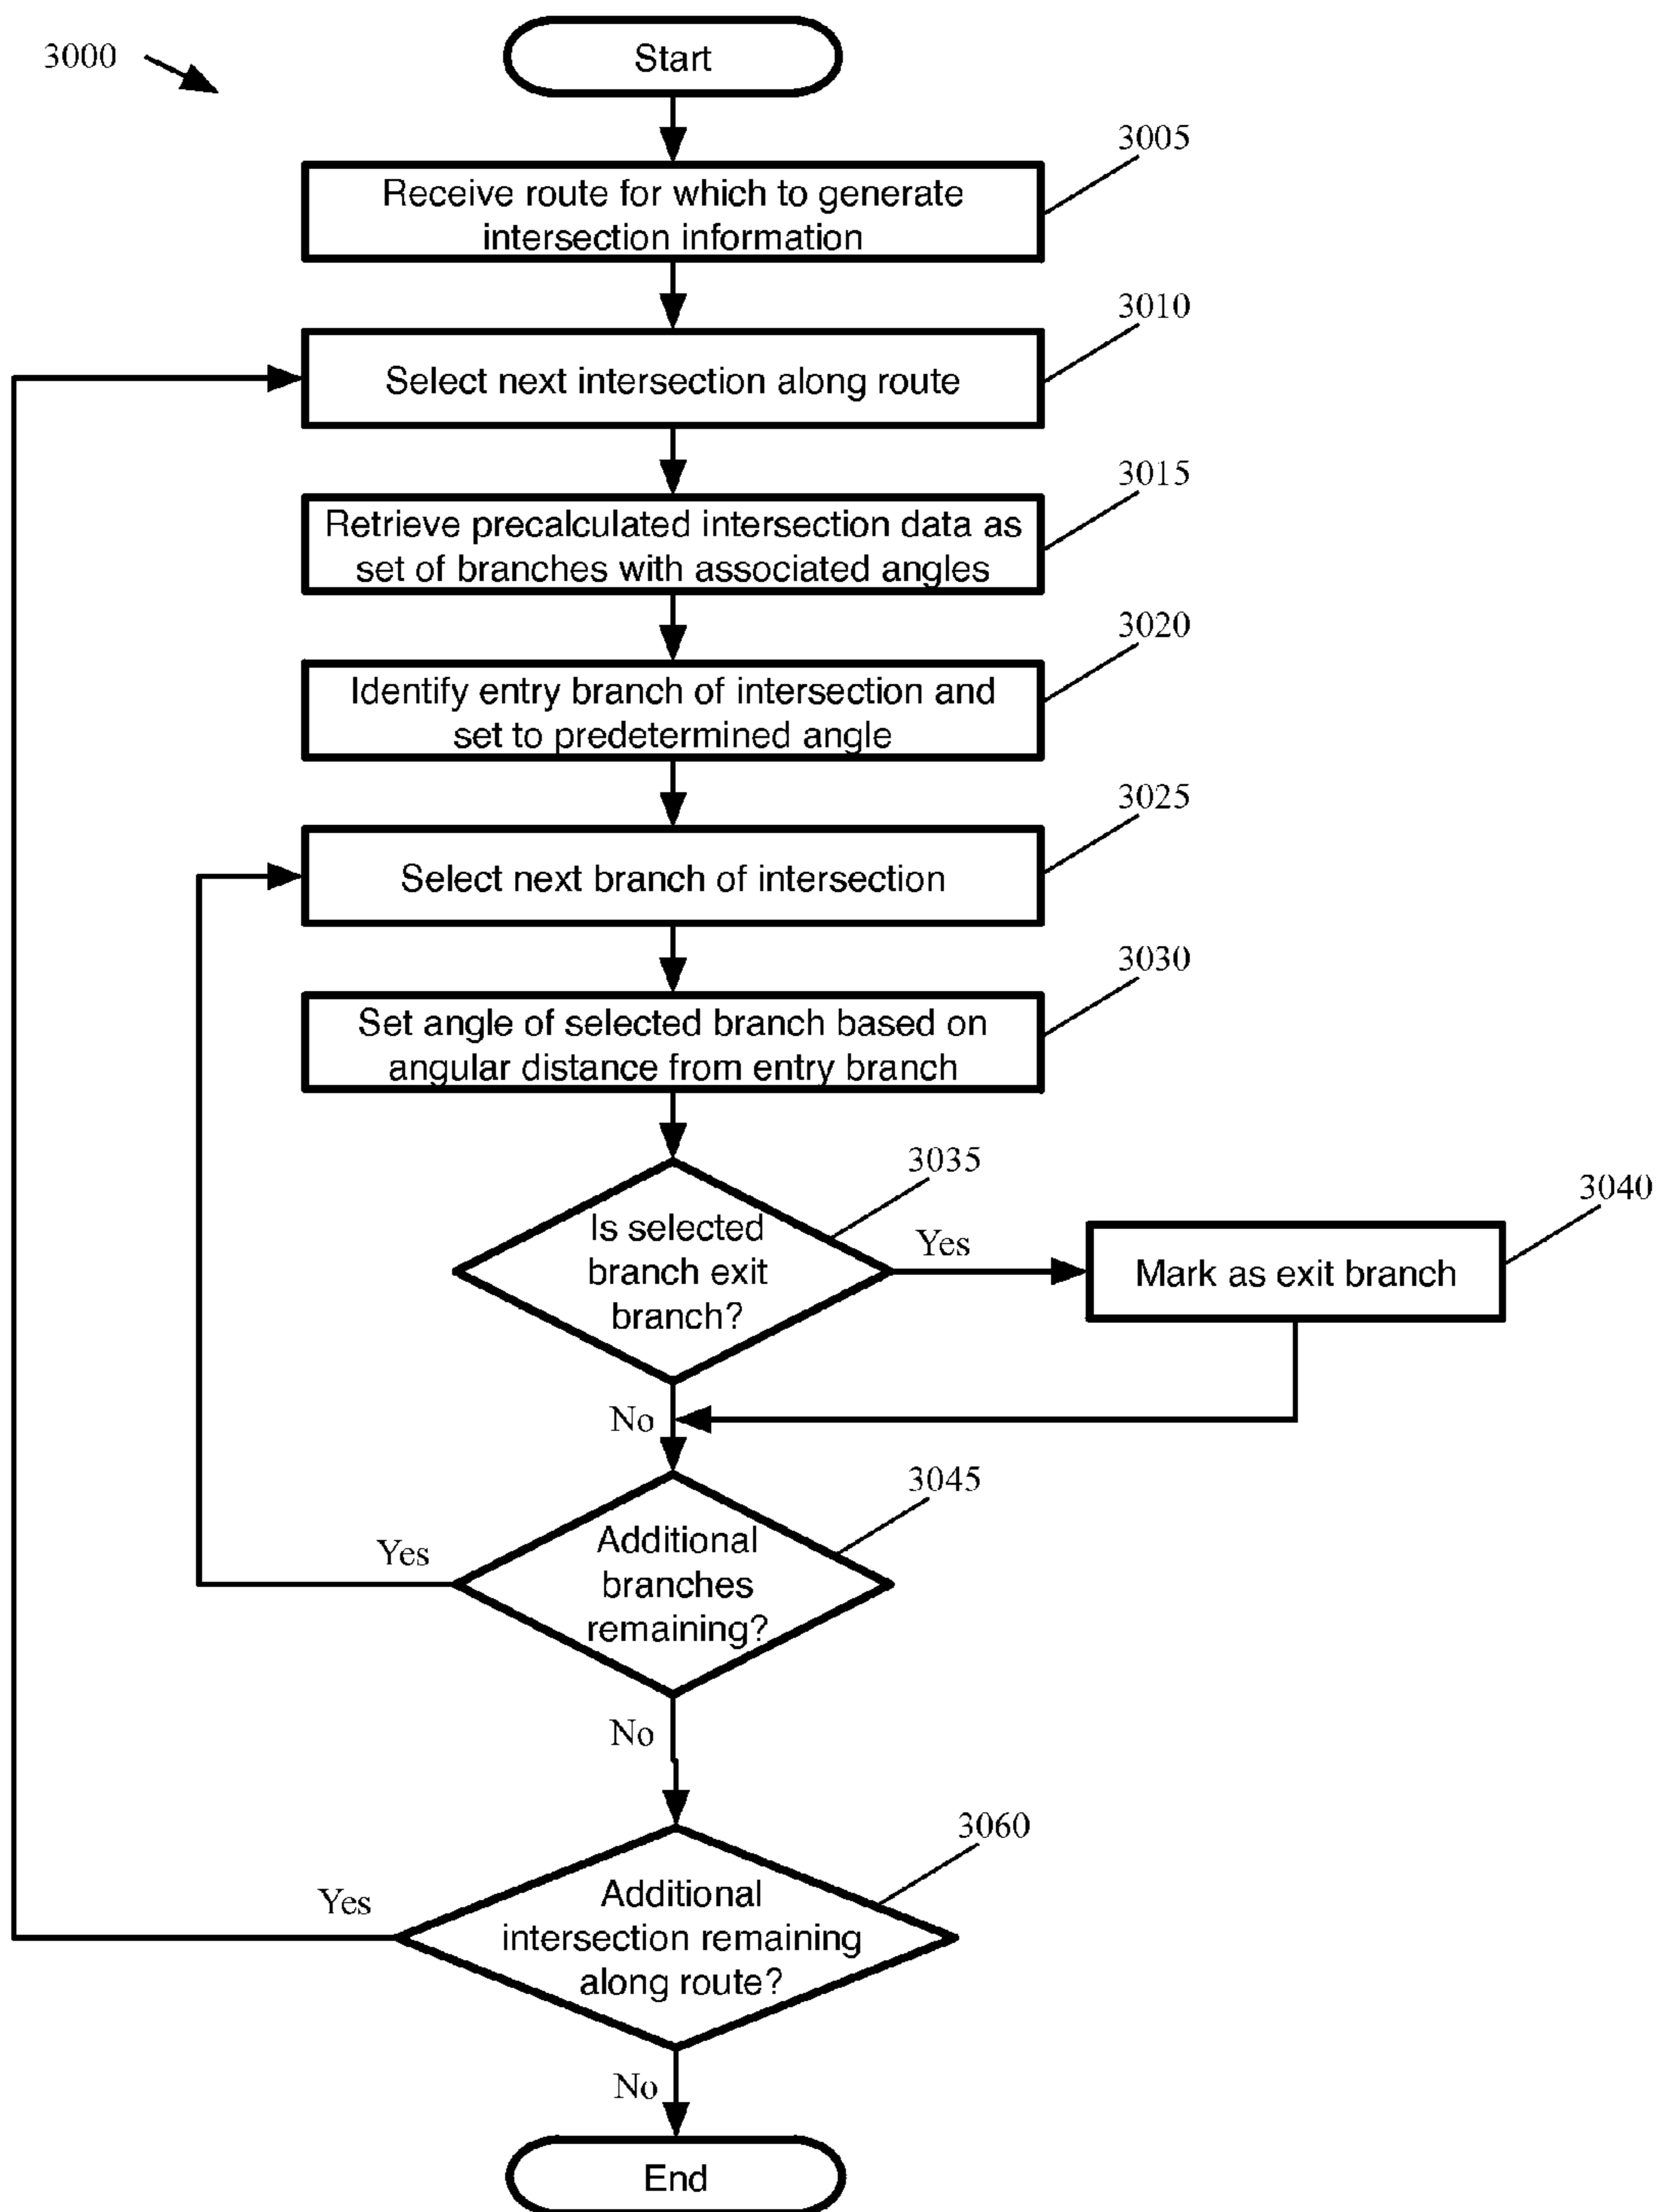 3000
Start
3005
Receive route for which to generate
intersection information
3010
Select next intersection along route
3015
Retrieve precalculated intersection data as
set of branches with associated angles
3020
Identify entry branch of intersection and
set to predetermined angle
3025
Select next branch of intersection
3030
Set angle of selected branch based on
angular distance from entry branch
3035
Is selected
branch exit
branch?
Yes
3040
Mark as exit branch
No
3045
Additional
branches
remaining?
Yes
No
3060
Additional
intersection remaining
along route?
Yes
No
End